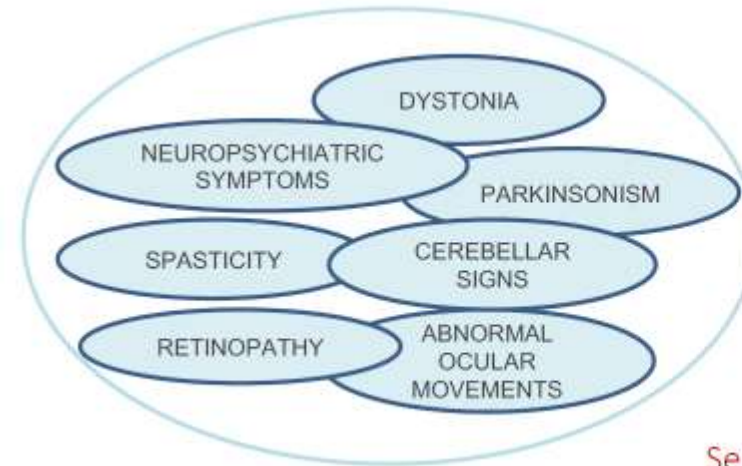 DYSTONIA
NEUROPSYCHIATRIC
SYMPTOMS
PARKINSONISM
SPASTICITY
CEREBELLAR
SIGNS
RETINOPATHY
ABNORMAL
OCULAR
MOVEMENTS